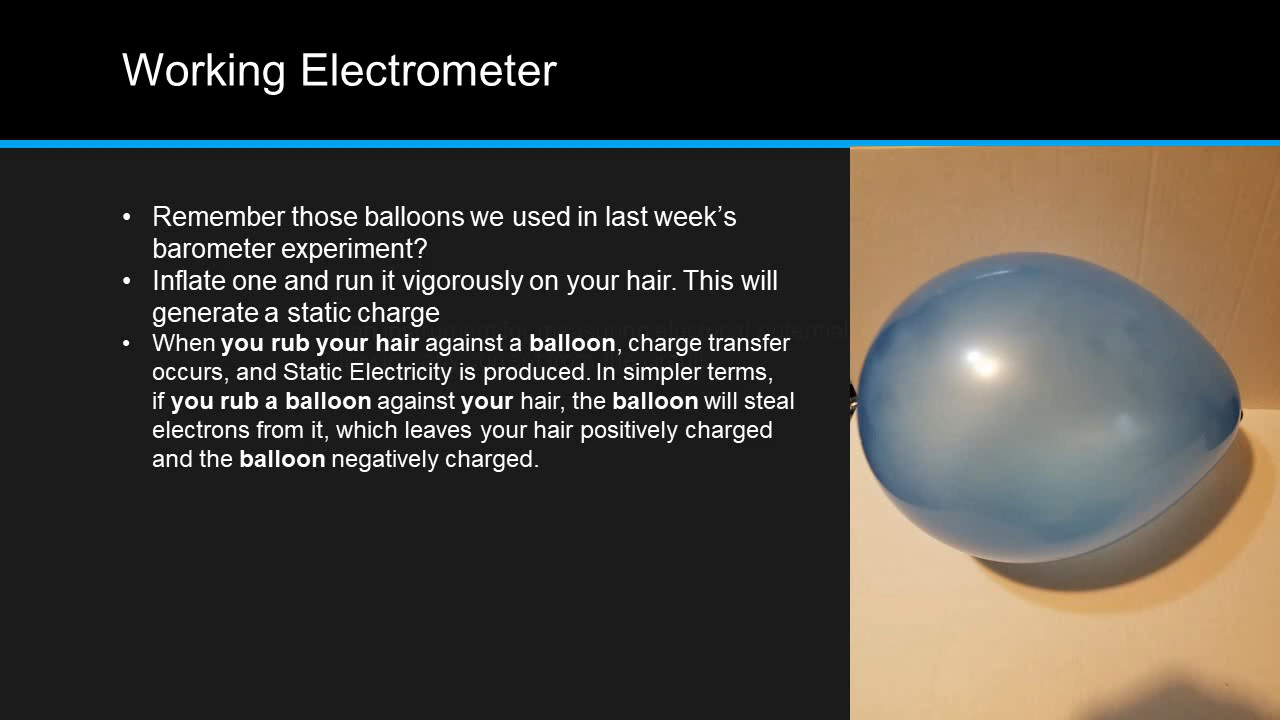 Working Electrometer
• Remember those balloons we used in last week’s
barometer experiment?
• Inflate one and run it vigorously on your hair. This will
generate a static charge
• When you rub your hair against a balloon, charge transfer
occurs, and Static Electricity is produced. In simpler terms,
if you rub a balloon against your hair, the balloon will steal
electrons from it, which leaves your hair positively charged
and the balloon negatively charged.